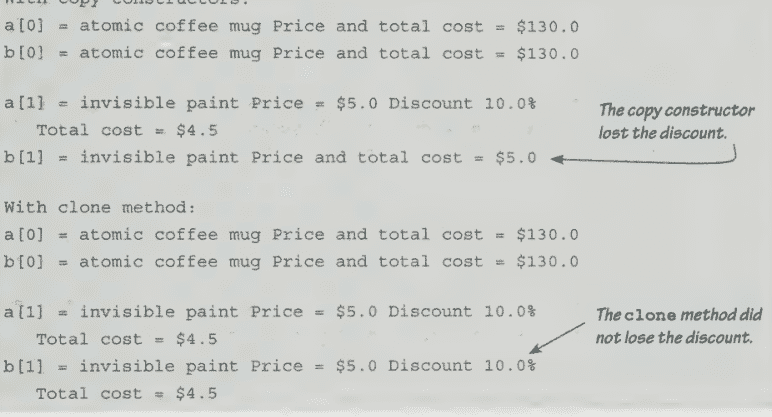 With copy constructors:
a[0] = atomic coffee mug Price and total cost = $130.0
b[0] = atomic coffee mug Price and total cost = $130.0
a[1] = invisible paint Price = $5.0 Discount 10.0%
Total cost = $4.5
The copy constructor
lost the discount.
b[1] = invisible paint Price and total cost = $5.0
With clone method:
a[0] = atomic coffee mug Price and total cost = $130.0
b[0] = atomic coffee mug Price and total cost = $130.0
a[1] = invisible paint Price = $5.0 Discount 10.0%
Total cost = $4.5
The clone method did
not lose the discount.
b[1] = invisible paint Price = $5.0 Discount 10.0%
Total cost = $4.5